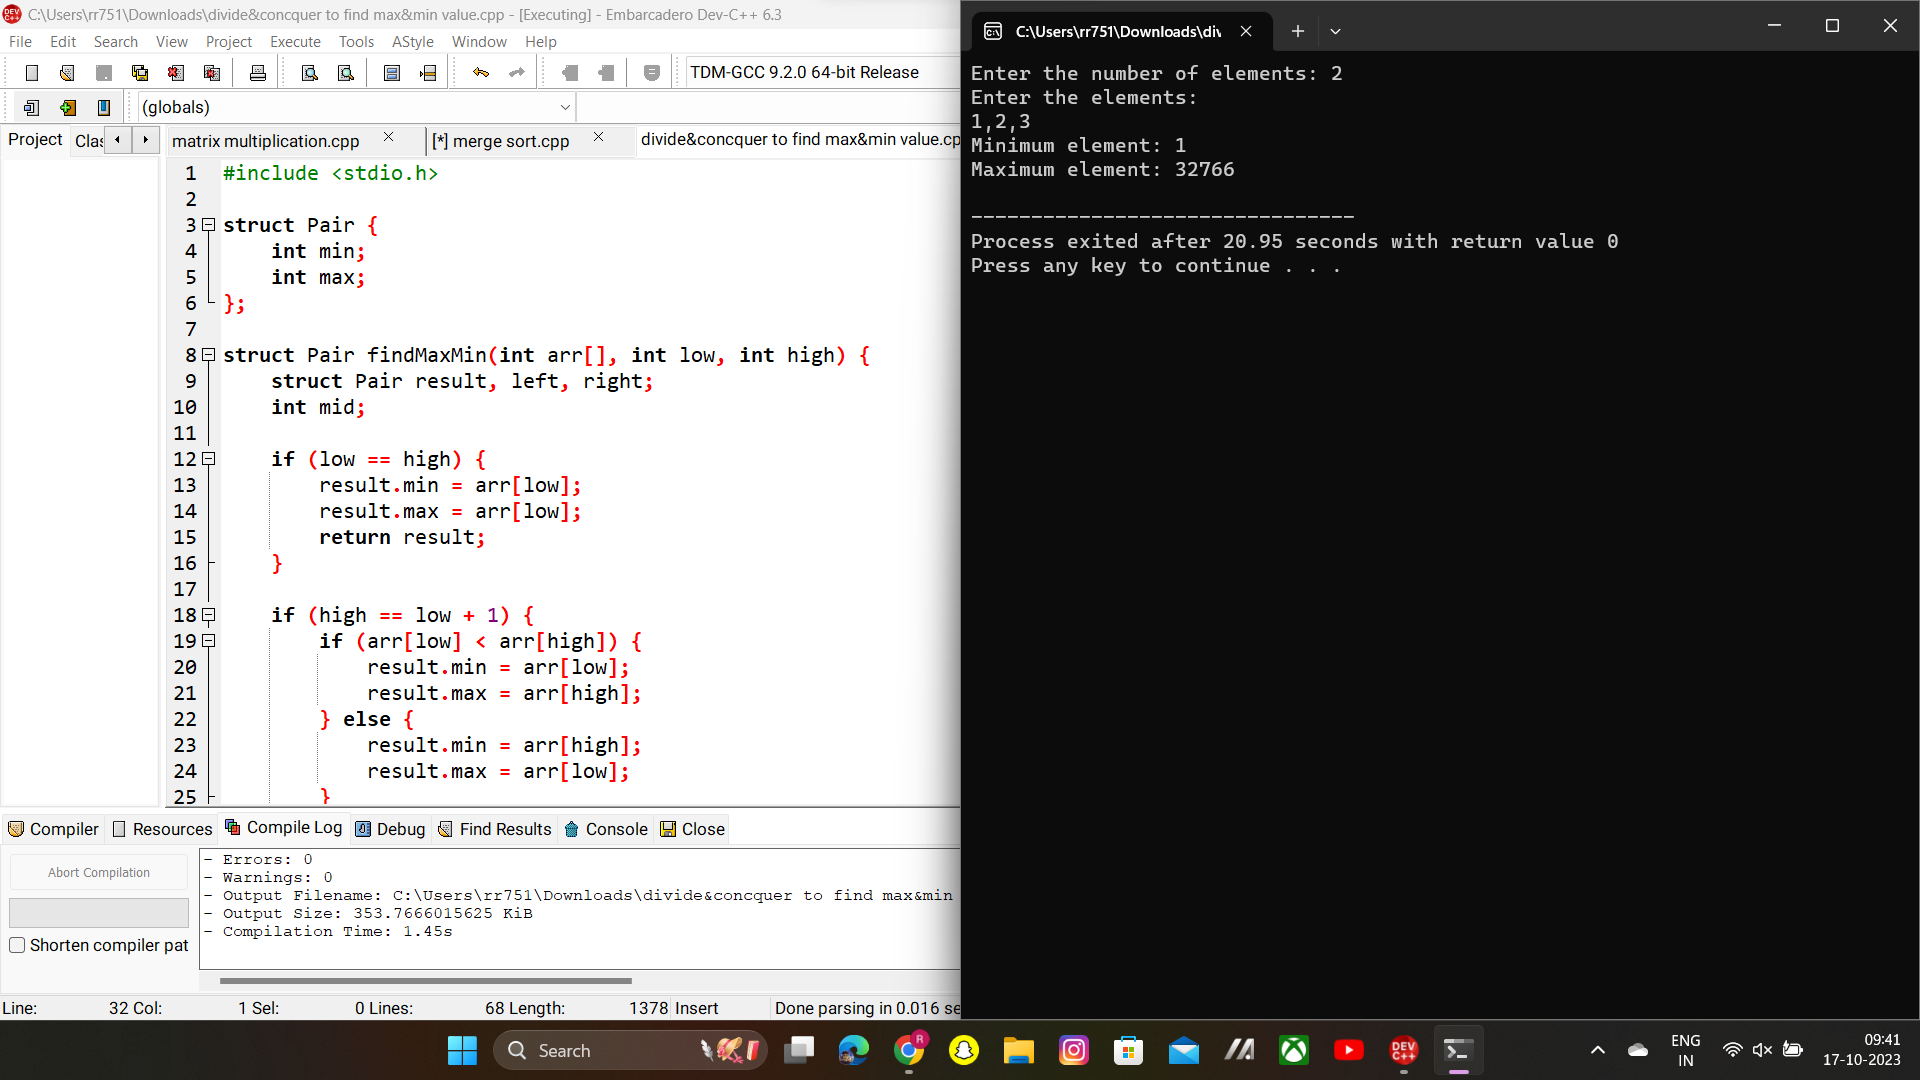 C:\Users\rr751\Downloads\divide&concquer to find max&min value.cpp - [Executing] - Embarcadero Dev-C++ 6.3
File Edit Search View Project Execute Tools AStyle Window Help
TDM-GCC 9.2.0 64-bit Release
(globals)
Project Clas
matrix multiplication.cpp [*] merge sort.cpp divide&concquer to find max&min value.cp
1 #include <stdio.h>
2
3 struct Pair {
4 int min;
5 int max;
6 };
7
8 struct Pair findMaxMin(int arr[], int low, int high) {
9 struct Pair result, left, right;
10 int mid;
11
12 if (low == high) {
13 result.min = arr[low];
14 result.max = arr[low];
15 return result;
16 }
17
18 if (high == low + 1) {
19 if (arr[low] < arr[high]) {
20 result.min = arr[low];
21 result.max = arr[high];
22 } else {
23 result.min = arr[high];
24 result.max = arr[low];
25 }
Compiler Resources Compile Log Debug Find Results Console Close
Abort Compilation
Shorten compiler pat
- Errors: 0
- Warnings: 0
- Output Filename: C:\Users\rr751\Downloads\divide&concquer to find max&min
- Output Size: 353.7666015625 KiB
- Compilation Time: 1.45s
Line: 32 Col: 1 Sel: 0 Lines: 68 Length: 1378 Insert Done parsing in 0.016 se
C:\Users\rr751\Downloads\div
Enter the number of elements: 2
Enter the elements:
1,2,3
Minimum element: 1
Maximum element: 32766
--------------------------------
Process exited after 20.95 seconds with return value 0
Press any key to continue . . .
Search
R
DEV C++
ENG
IN
09:41
17-10-2023